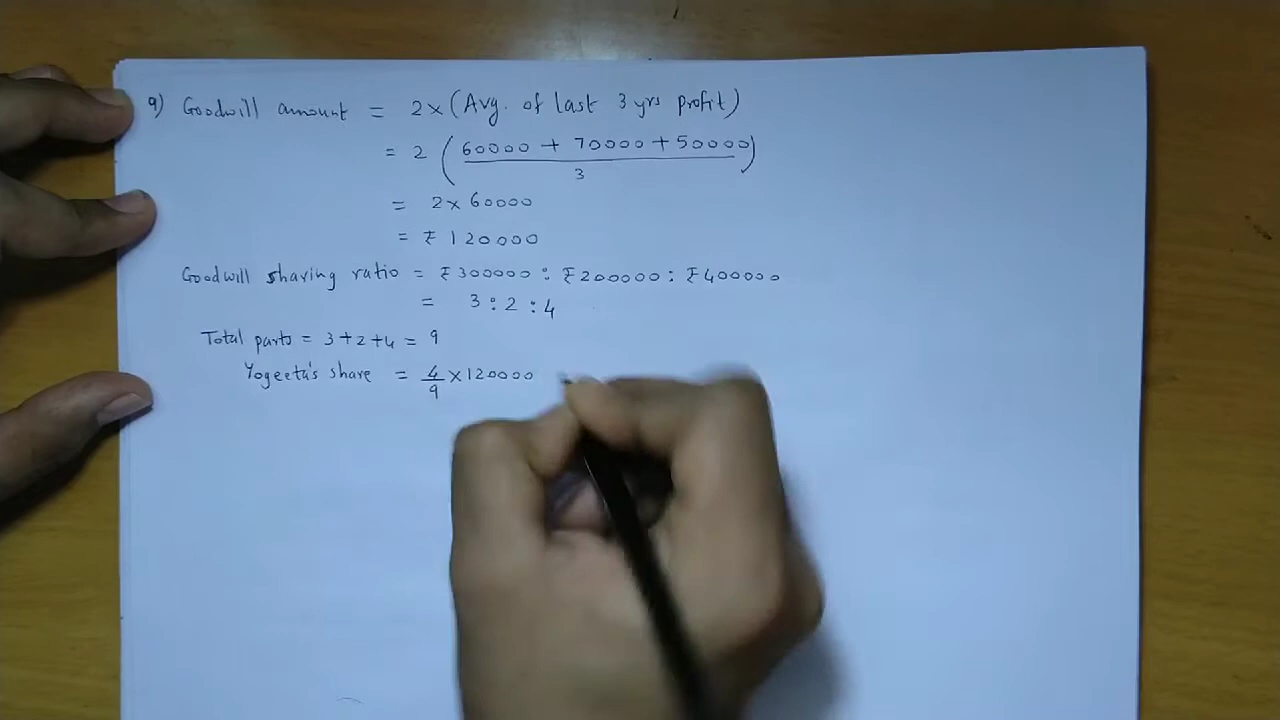 9) Goodwill amount = 2 × (Avg. of last 3 yrs profit)
= 2 (60000 + 70000 + 50000 / 3)
= 2 × 60000
= ₹ 120000
Goodwill sharing ratio = ₹300000 : ₹200000 : ₹400000
= 3 : 2 : 4
Total parts = 3+2+4 = 9
Yogeeta's share = 4/9 × 120000